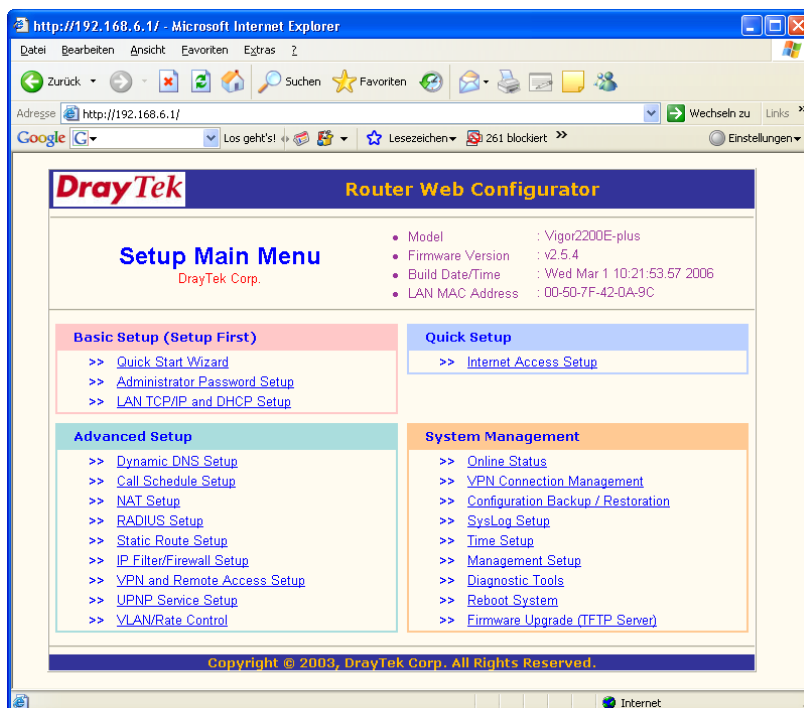 http://192.168.6.1/ - Microsoft Internet Explorer
Datei Bearbeiten Ansicht Favoriten Extras ?
Zurück Suchen Favoriten
Adresse http://192.168.6.1/ Wechseln zu Links »
Google G Los geht's! Lesezeichen 261 blockiert » Einstellungen
DrayTek Router Web Configurator
Setup Main Menu
DrayTek Corp.
• Model : Vigor2200E-plus
• Firmware Version : v2.5.4
• Build Date/Time : Wed Mar 1 10:21:53.57 2006
• LAN MAC Address : 00-50-7F-42-0A-9C
Basic Setup (Setup First)
>> Quick Start Wizard
>> Administrator Password Setup
>> LAN TCP/IP and DHCP Setup
Quick Setup
>> Internet Access Setup
Advanced Setup
>> Dynamic DNS Setup
>> Call Schedule Setup
>> NAT Setup
>> RADIUS Setup
>> Static Route Setup
>> IP Filter/Firewall Setup
>> VPN and Remote Access Setup
>> UPNP Service Setup
>> VLAN/Rate Control
System Management
>> Online Status
>> VPN Connection Management
>> Configuration Backup / Restoration
>> SysLog Setup
>> Time Setup
>> Management Setup
>> Diagnostic Tools
>> Reboot System
>> Firmware Upgrade (TFTP Server)
Copyright © 2003, DrayTek Corp. All Rights Reserved.
Internet